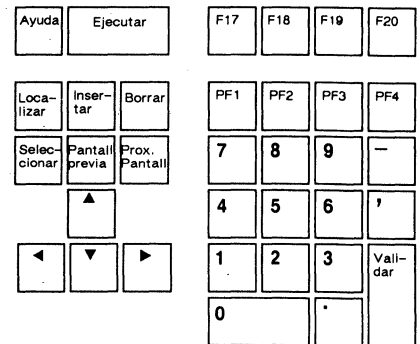 Ayuda Ejecutar F17 F18 F19 F20
Loca-
lizar
Inser-
tar
Borrar
PF1 PF2 PF3 PF4
Selec-
cionar
Pantall
previa
Prox.
Pantall
7 8 9 –
4 5 6 ,
1 2 3
Vali-
dar
0 .